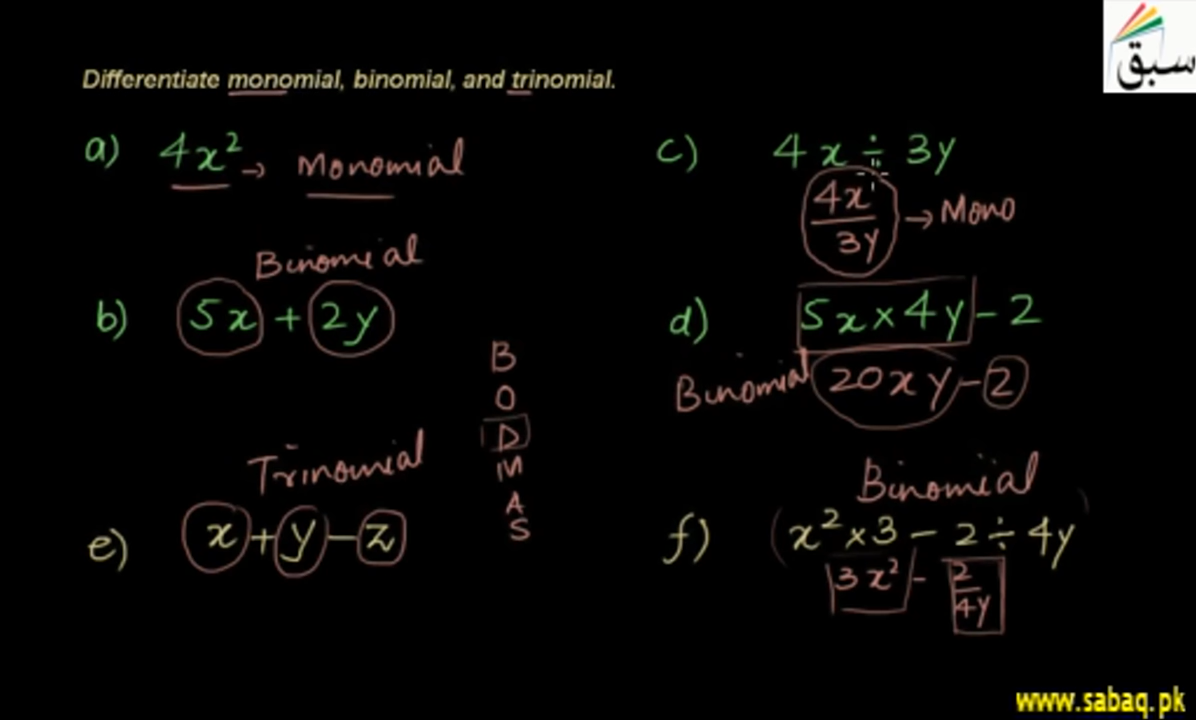 سبق
Differentiate monomial, binomial, and trinomial.
a) 4x² → Monomial
c) 4x ÷ 3y
4x/3y → Mono
Binomial
b) 5x + 2y
d) 5x × 4y - 2
Binomial 20xy - 2
B
O
D
M
A
S
Trinomial
e) x + y - z
Binomial
f) (x² × 3 - 2 ÷ 4y)
3x² - 2/4y
www.sabaq.pk